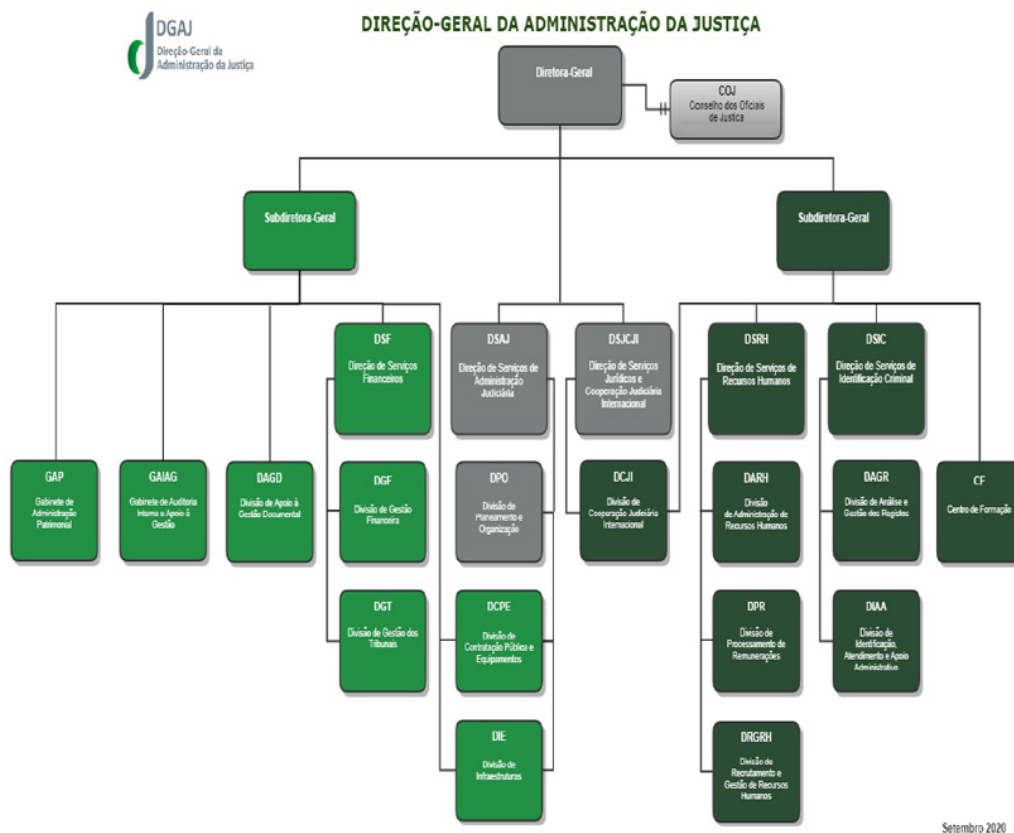 DGAJ
Direção-Geral da
Administração da Justiça
DIREÇÃO-GERAL DA ADMINISTRAÇÃO DA JUSTIÇA
Diretora-Geral
COJ
Conselho dos Oficiais
de Justiça
Subdiretora-Geral
Subdiretora-Geral
DSF
Direção de Serviços
Financeiros
DSAJ
Direção de Serviços de
Administração
Judiciária
DSJCJI
Direção de Serviços
Jurídicos e
Cooperação Judiciária
Internacional
DSRH
Direção de Serviços de
Recursos Humanos
DSIC
Direção de Serviços de
Identificação Criminal
GAP
Gabinete de
Administração
Patrimonial
GAIAG
Gabinete de Auditoria
Interna e Apoio à
Gestão
DAGD
Divisão de Apoio à
Gestão Documental
DGF
Divisão de Gestão
Financeira
DPO
Divisão de
Planeamento e
Organização
DCJI
Divisão de
Cooperação Judiciária
Internacional
DARH
Divisão
de Administração de
Recursos Humanos
DAGR
Divisão de Análise e
Gestão dos Registos
CF
Centro de Formação
DGT
Divisão de Gestão dos
Tribunais
DCPE
Divisão de
Contratação Pública e
Equipamentos
DPR
Divisão de
Processamento de
Remunerações
DIAA
Divisão de
Identificação,
Atendimento e Apoio
Administrativo
DIE
Divisão de
Infraestruturas
DRGRH
Divisão de
Recrutamento e
Gestão de Recursos
Humanos
Setembro 2020